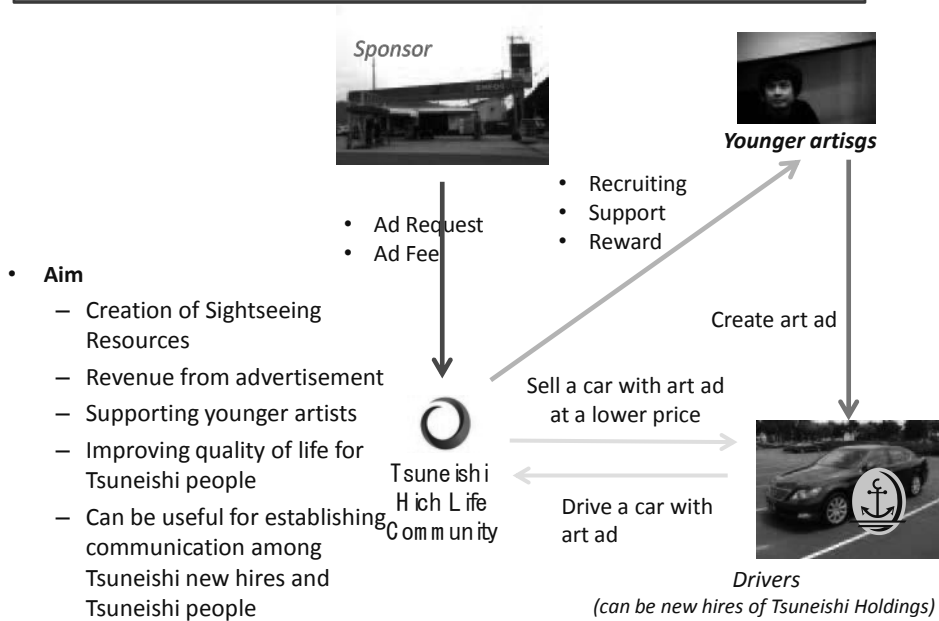 Sponsor
ENEOS
Younger artisgs
• Recruiting
• Support
• Reward
• Ad Request
• Ad Fee
• Aim
– Creation of Sightseeing
Resources
– Revenue from advertisement
– Supporting younger artists
– Improving quality of life for
Tsuneishi people
– Can be useful for establishing
communication among
Tsuneishi new hires and
Tsuneishi people
Create art ad
Sell a car with art ad
at a lower price
Tsuneishi
Hich Life
Community
Drive a car with
art ad
Drivers
(can be new hires of Tsuneishi Holdings)